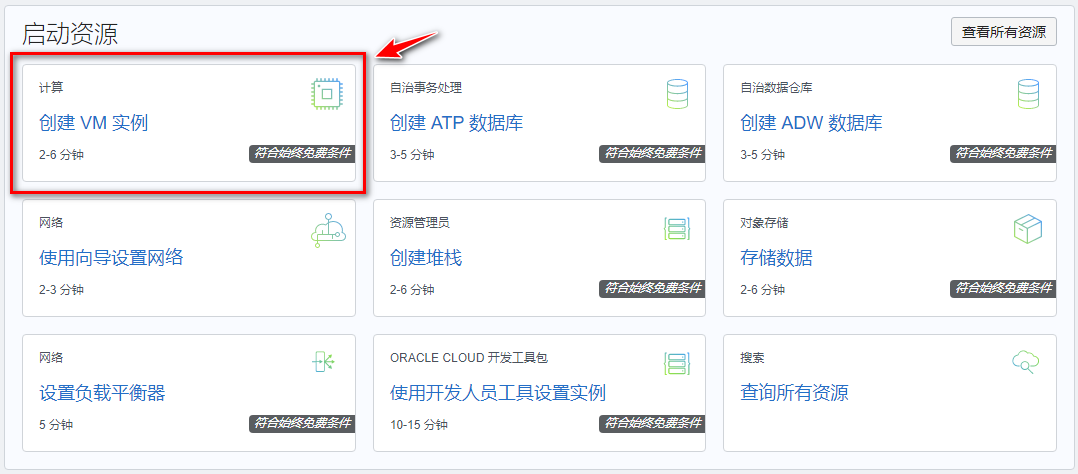 启动资源
查看所有资源
计算
创建 VM 实例
2-6 分钟
符合始终免费条件
自治事务处理
创建 ATP 数据库
3-5 分钟
符合始终免费条件
自治数据仓库
创建 ADW 数据库
3-5 分钟
符合始终免费条件
网络
使用向导设置网络
2-3 分钟
资源管理员
创建堆栈
2-6 分钟
符合始终免费条件
对象存储
存储数据
2-6 分钟
符合始终免费条件
网络
设置负载平衡器
5 分钟
符合始终免费条件
ORACLE CLOUD 开发工具包
使用开发人员工具设置实例
10-15 分钟
符合始终免费条件
搜索
查询所有资源